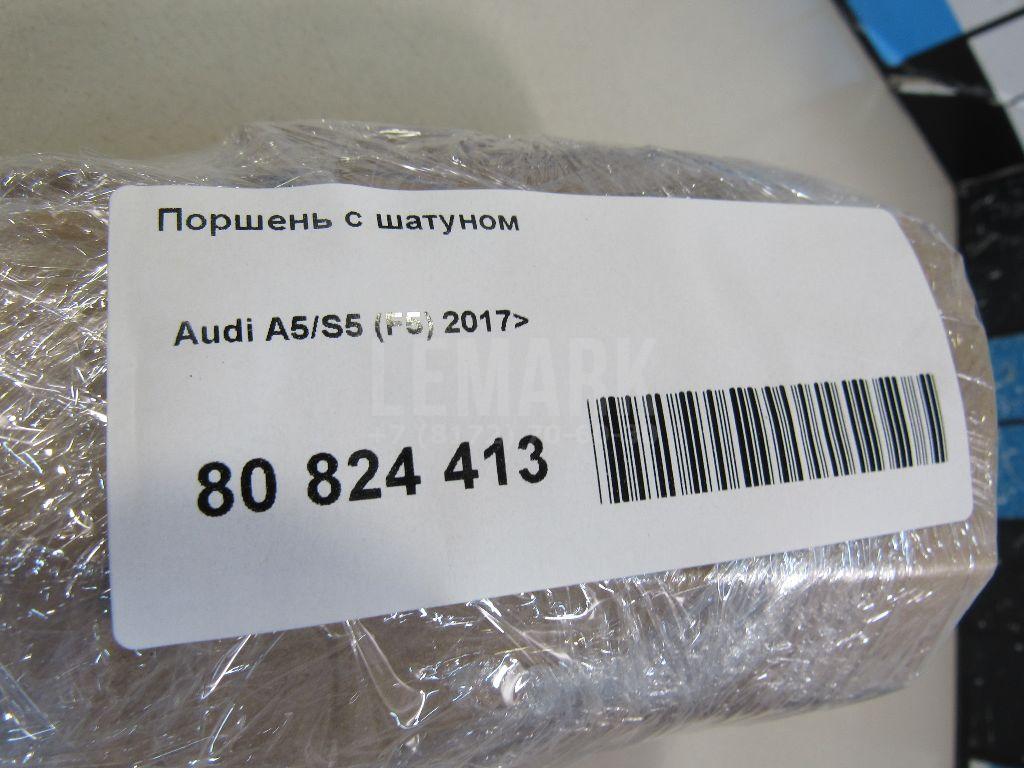 Поршень с шатуном
Audi A5/S5 (F5) 2017>
LEMARK
80 824 413